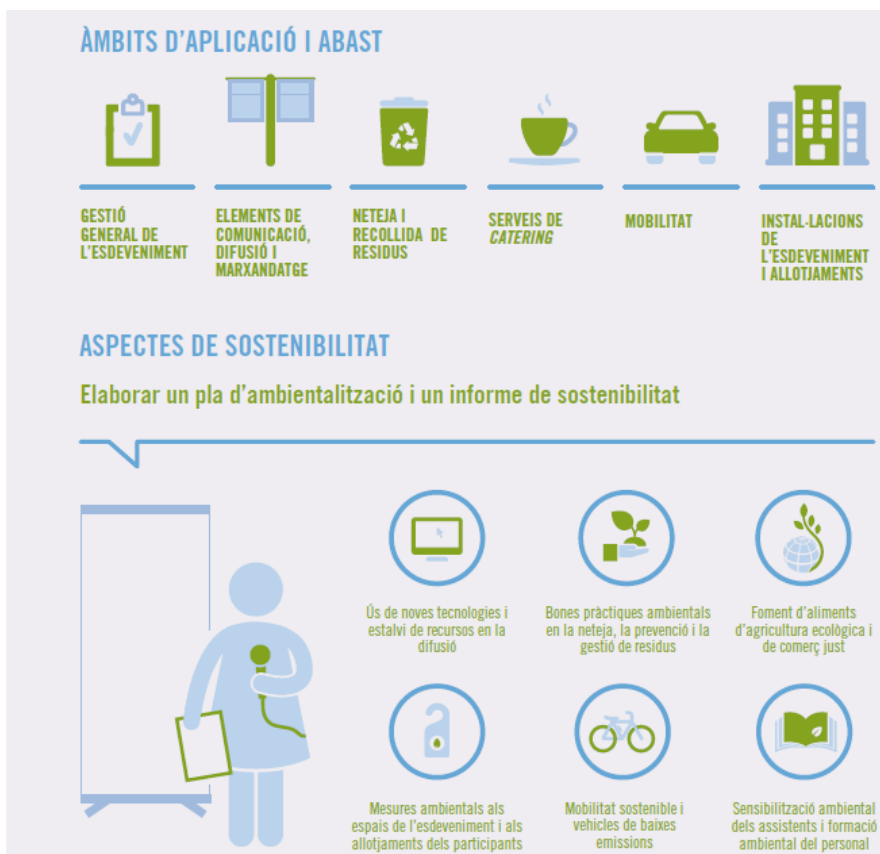 ÀMBITS D'APLICACIÓ I ABAST
GESTIÓ
GENERAL DE
L'ESDEVENIMENT
ELEMENTS DE
COMUNICACIÓ,
DIFUSIÓ I
MARXANDATGE
NETEJA I
RECOLLIDA DE
RESIDUS
SERVEIS DE
CATERING
MOBILITAT
INSTAL·LACIONS
DE
L'ESDEVENIMENT
I ALLOTJAMENTS
ASPECTES DE SOSTENIBILITAT
Elaborar un pla d'ambientalització i un informe de sostenibilitat
Ús de noves tecnologies i
estalvi de recursos en la
difusió
Bones pràctiques ambientals
en la neteja, la prevenció i la
gestió de residus
Foment d'aliments
d'agricultura ecològica i
de comerç just
Mesures ambientals als
espais de l'esdeveniment i als
allotjaments dels participants
Mobilitat sostenible i
vehicles de baixes
emissions
Sensibilització ambiental
dels assistents i formació
ambiental del personal